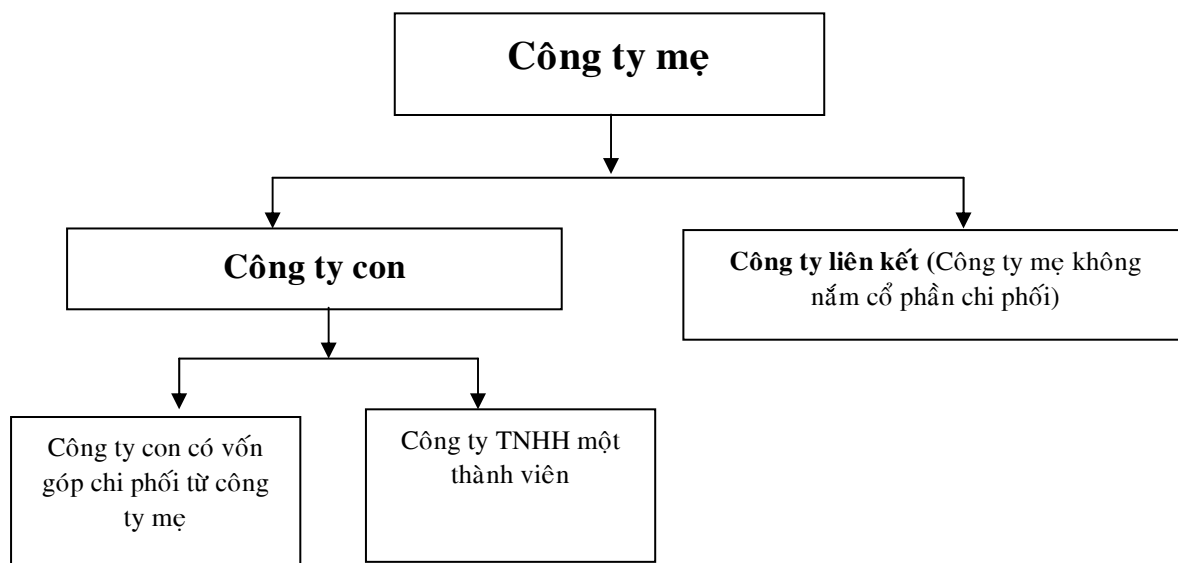 Công ty mẹ
Công ty con
Công ty liên kết (Công ty mẹ không
nắm cổ phần chi phối)
Công ty con có vốn
góp chi phối từ công
ty mẹ
Công ty TNHH một
thành viên